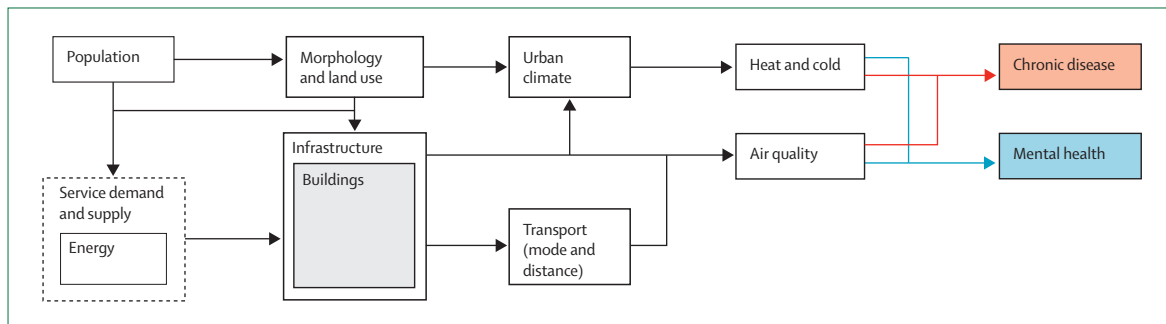 Population
Morphology
and land use
Urban
climate
Heat and cold
Chronic disease
Infrastructure
Buildings
Air quality
Mental health
Service demand
and supply
Energy
Transport
(mode and
distance)